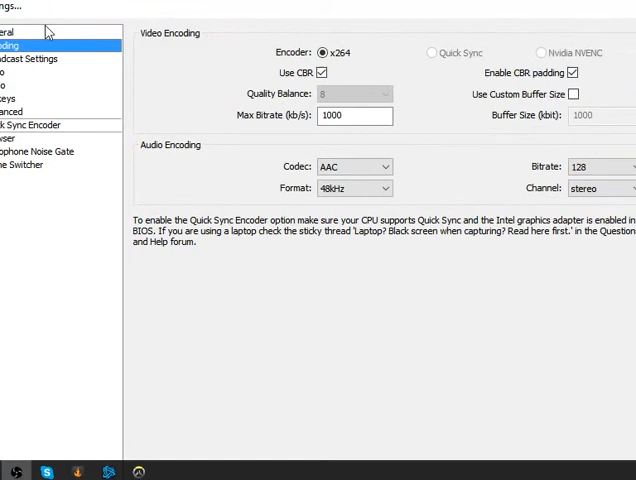 ngs...
eral
oding
adcast Settings
o
o
keys
anced
ck Sync Encoder
wser
ophone Noise Gate
ne Switcher
Video Encoding
Encoder: x264 Quick Sync Nvidia NVENC
Use CBR Enable CBR padding
Quality Balance: 8 Use Custom Buffer Size
Max Bitrate (kb/s): 1000 Buffer Size (kbit): 1000
Audio Encoding
Codec: AAC Bitrate: 128
Format: 48kHz Channel: stereo
To enable the Quick Sync Encoder option make sure your CPU supports Quick Sync and the Intel graphics adapter is enabled in
BIOS. If you are using a laptop check the sticky thread 'Laptop? Black screen when capturing? Read here first.' in the Question
and Help forum.